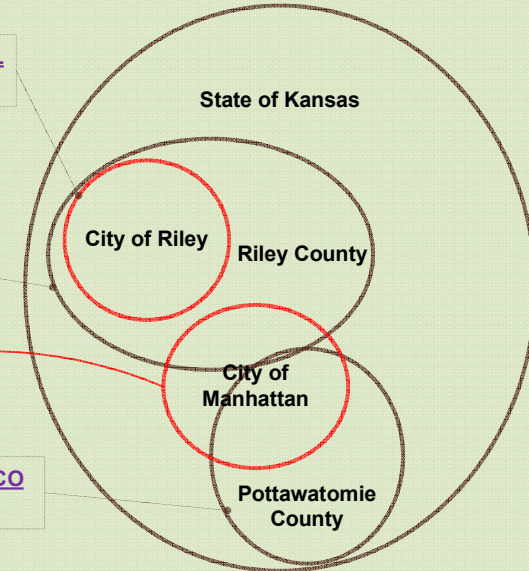 State of Kansas
City of Riley
Riley County
City of
Manhattan
CO
Pottawatomie
County